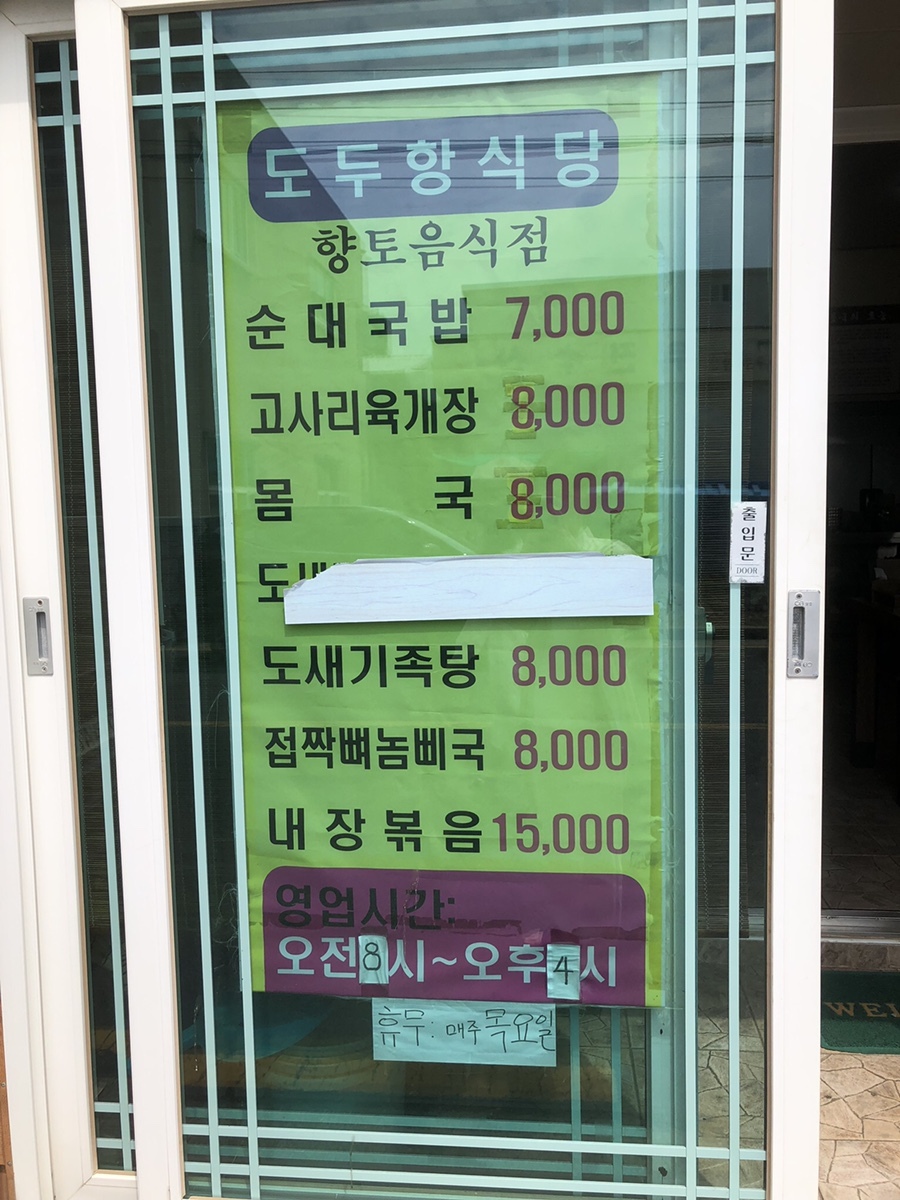 도두항식당
향토음식점
순대국밥 7,000
고사리육개장 8,000
몸국 8,000
도새기족탕 8,000
접짝뼈놈삐국 8,000
내장볶음 15,000
영업시간:
오전8시~오후4시
휴무: 매주 목요일
출입문
DOOR
WEL